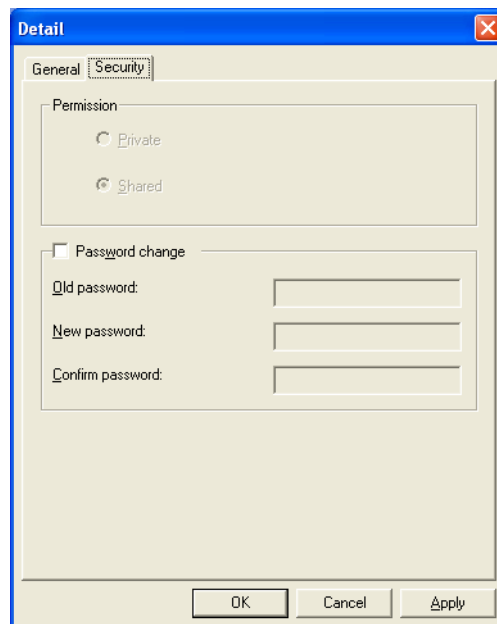 Detail
General Security
Permission
Private
Shared
Password change
Old password:
New password:
Confirm password:
OK Cancel Apply